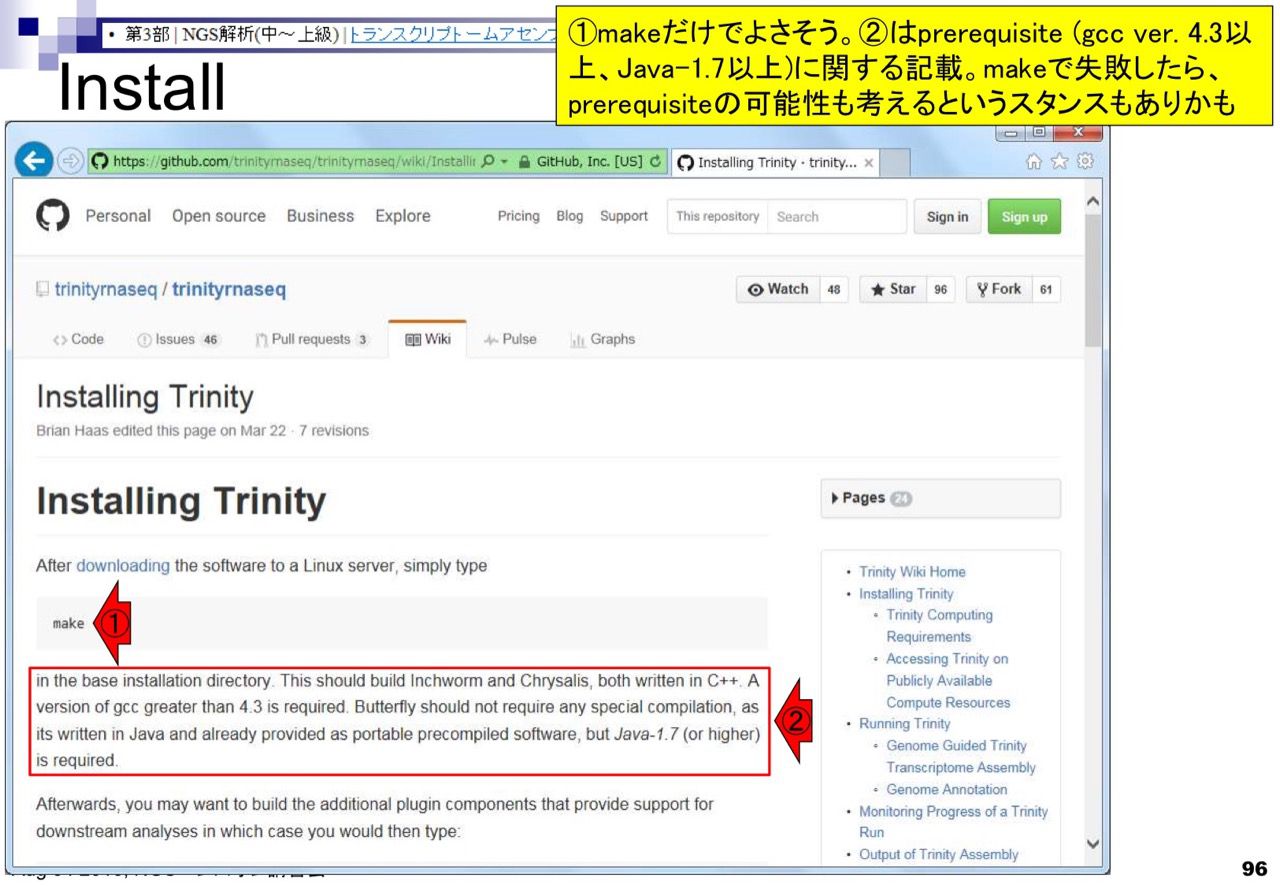 • 第3部 | NGS解析(中～上級) | トランスクリプトームアセンブ
①makeだけでよさそう。②はprerequisite (gcc ver. 4.3以
上、Java-1.7以上)に関する記載。makeで失敗したら、
prerequisiteの可能性も考えるというスタンスもありかも
Install
https://github.com/trinityrnaseq/trinityrnaseq/wiki/Installir GitHub, Inc. [US] Installing Trinity · trinity... ×
Personal Open source Business Explore Pricing Blog Support This repository Search Sign in Sign up
trinityrnaseq / trinityrnaseq Watch 48 Star 96 Fork 61
Code Issues 46 Pull requests 3 Wiki Pulse Graphs
Installing Trinity
Brian Haas edited this page on Mar 22 · 7 revisions
Installing Trinity
After downloading the software to a Linux server, simply type
make
①
in the base installation directory. This should build Inchworm and Chrysalis, both written in C++. A
version of gcc greater than 4.3 is required. Butterfly should not require any special compilation, as
its written in Java and already provided as portable precompiled software, but Java-1.7 (or higher)
is required.
②
Afterwards, you may want to build the additional plugin components that provide support for
downstream analyses in which case you would then type:
Pages 24
• Trinity Wiki Home
• Installing Trinity
◦ Trinity Computing
Requirements
◦ Accessing Trinity on
Publicly Available
Compute Resources
• Running Trinity
◦ Genome Guided Trinity
Transcriptome Assembly
◦ Genome Annotation
• Monitoring Progress of a Trinity
Run
• Output of Trinity Assembly
96